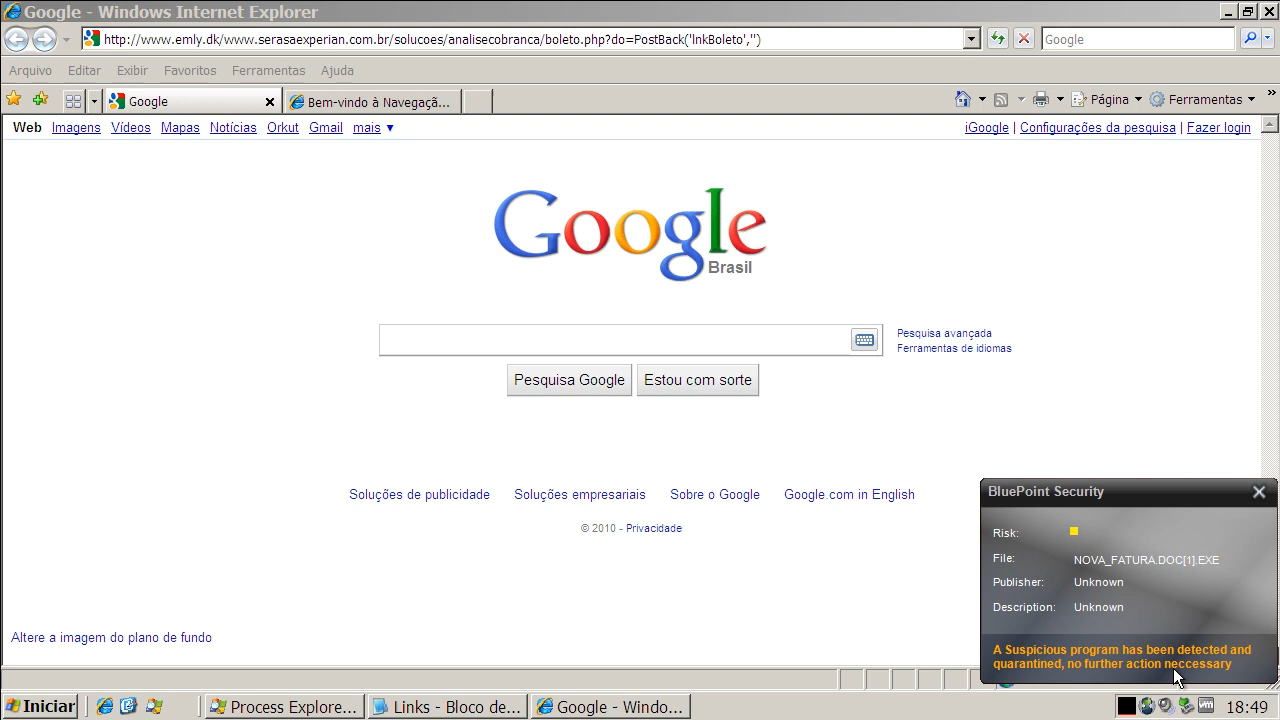 Google - Windows Internet Explorer
http://www.emly.dk/www.serasaexperian.com.br/solucoes/analisecobranca/boleto.php?do=PostBack('lnkBoleto','')
Google
Arquivo Editar Exibir Favoritos Ferramentas Ajuda
Google
Bem-vindo à Navegaçã...
Página
Ferramentas
Web Imagens Vídeos Mapas Notícias Orkut Gmail mais ▼
iGoogle | Configurações da pesquisa | Fazer login
Google
Brasil
Pesquisa avançada
Ferramentas de idiomas
Pesquisa Google
Estou com sorte
Soluções de publicidade Soluções empresariais Sobre o Google Google.com in English
© 2010 - Privacidade
Altere a imagem do plano de fundo
BluePoint Security
Risk:
File: NOVA_FATURA.DOC[1].EXE
Publisher: Unknown
Description: Unknown
A Suspicious program has been detected and
quarantined, no further action neccessary
Iniciar
Process Explore...
Links - Bloco de...
Google - Windo...
18:49